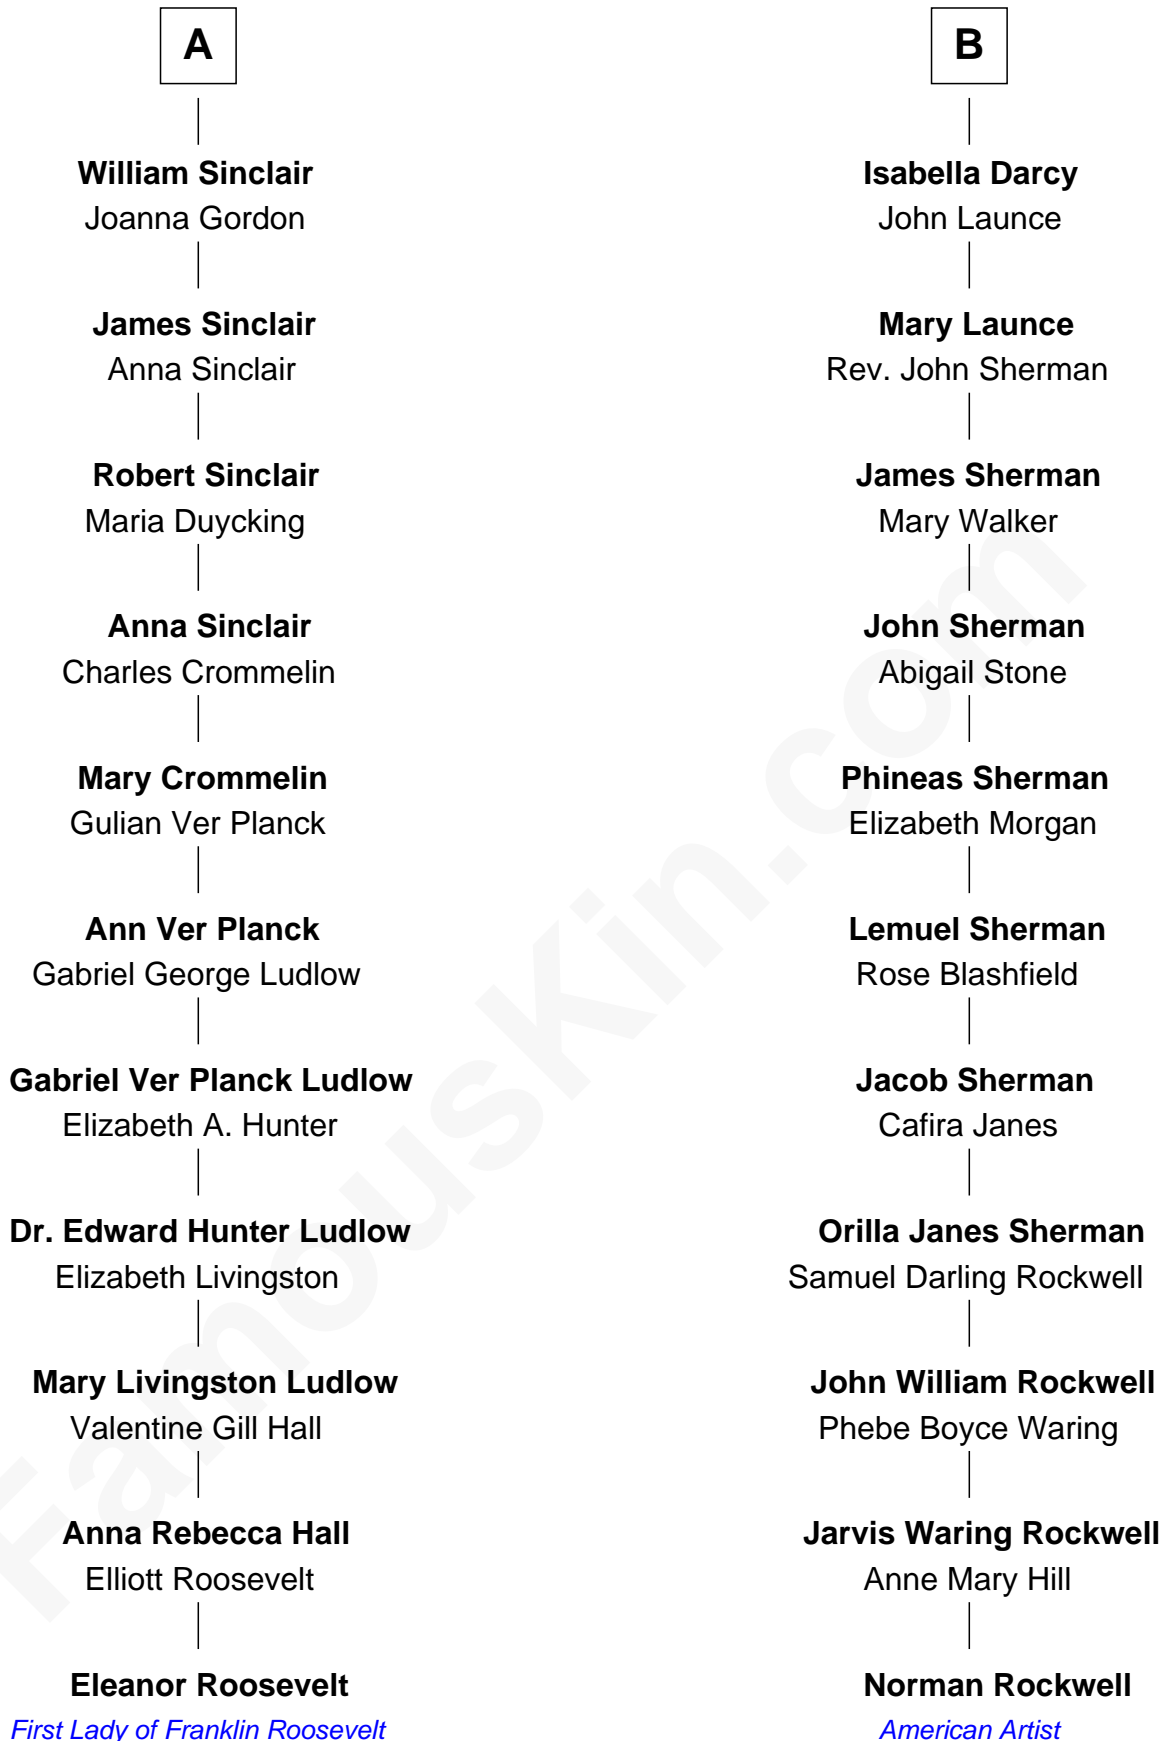 A
William Sinclair
Joanna Gordon
James Sinclair
Anna Sinclair
Robert Sinclair
Maria Duycking
Anna Sinclair
Charles Crommelin
Mary Crommelin
Gulian Ver Planck
Ann Ver Planck
Gabriel George Ludlow
Gabriel Ver Planck Ludlow
Elizabeth A. Hunter
Dr. Edward Hunter Ludlow
Elizabeth Livingston
Mary Livingston Ludlow
Valentine Gill Hall
Anna Rebecca Hall
Elliott Roosevelt
Eleanor Roosevelt
First Lady of Franklin Roosevelt
B
Isabella Darcy
John Launce
Mary Launce
Rev. John Sherman
James Sherman
Mary Walker
John Sherman
Abigail Stone
Phineas Sherman
Elizabeth Morgan
Lemuel Sherman
Rose Blashfield
Jacob Sherman
Cafira Janes
Orilla Janes Sherman
Samuel Darling Rockwell
John William Rockwell
Phebe Boyce Waring
Jarvis Waring Rockwell
Anne Mary Hill
Norman Rockwell
American Artist
FamousKin.com